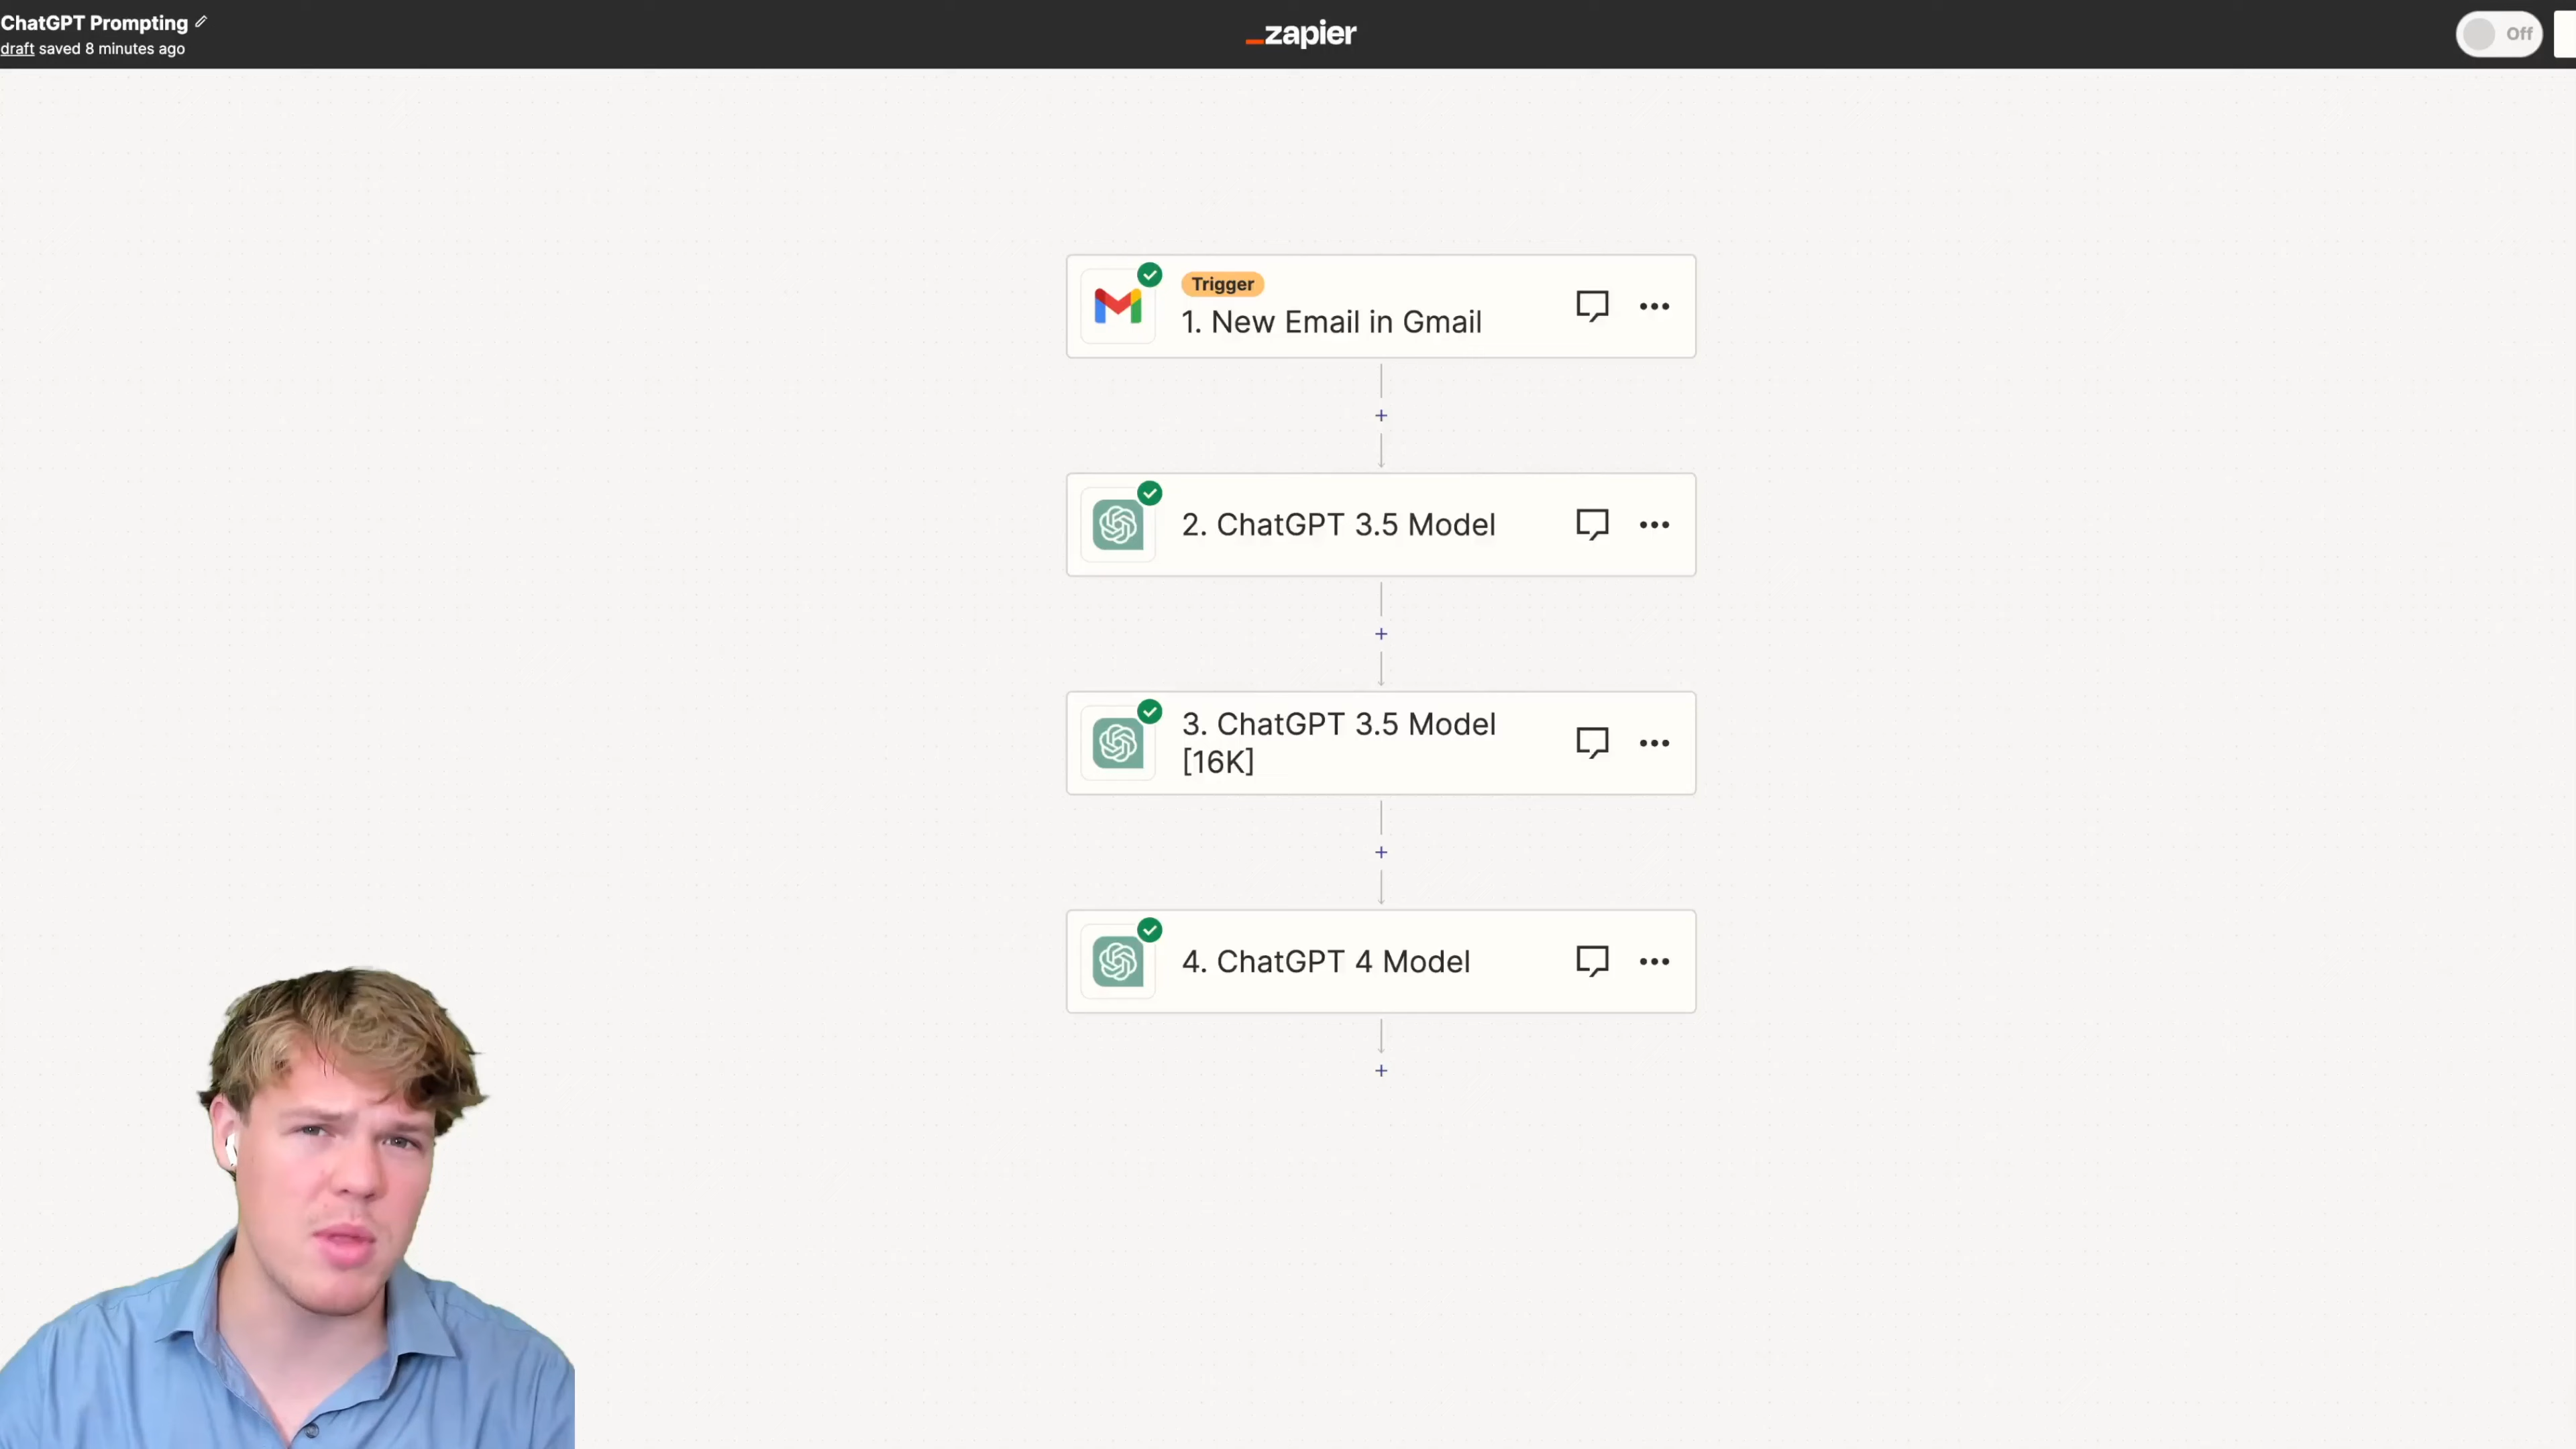 ChatGPT Prompting
draft saved 8 minutes ago
zapier
Off
Trigger
1. New Email in Gmail
2. ChatGPT 3.5 Model
3. ChatGPT 3.5 Model
[16K]
4. ChatGPT 4 Model